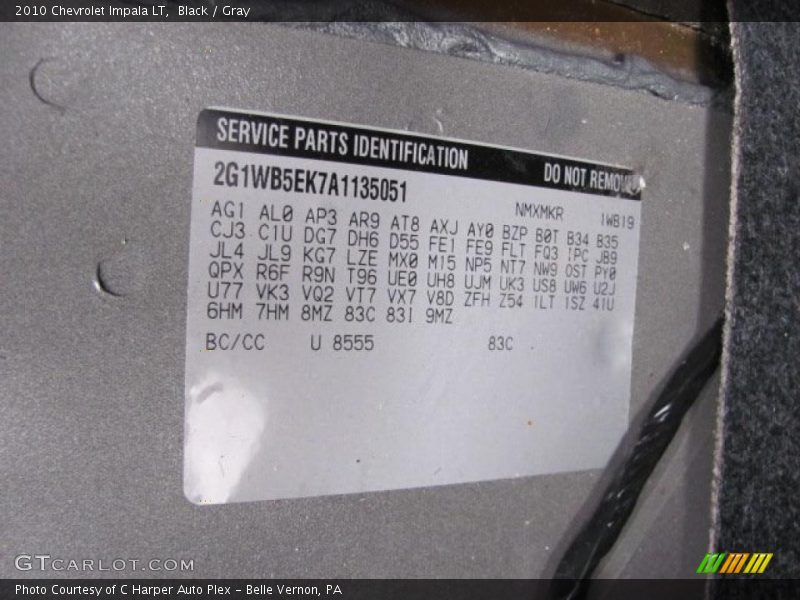 2010 Chevrolet Impala LT, Black / Gray
SERVICE PARTS IDENTIFICATION DO NOT REMOVE
2G1WB5EK7A1135051
NMXMKR 1WB19
AG1 AL0 AP3 AR9 AT8 AXJ AY0 BZP B0T B34 B35
CJ3 C1U DG7 DH6 D55 FE1 FE9 FLT FQ3 IPC J89
JL4 JL9 KG7 LZE MX0 M15 NP5 NT7 NW9 OST PY0
QPX R6F R9N T96 UE0 UH8 UJM UK3 US8 UW6 U2J
U77 VK3 VQ2 VT7 VX7 V8D ZFH Z54 1LT 1SZ 41U
6HM 7HM 8MZ 83C 83I 9MZ
BC/CC U 8555 83C
GTCARLOT.COM
Photo Courtesy of C Harper Auto Plex - Belle Vernon, PA